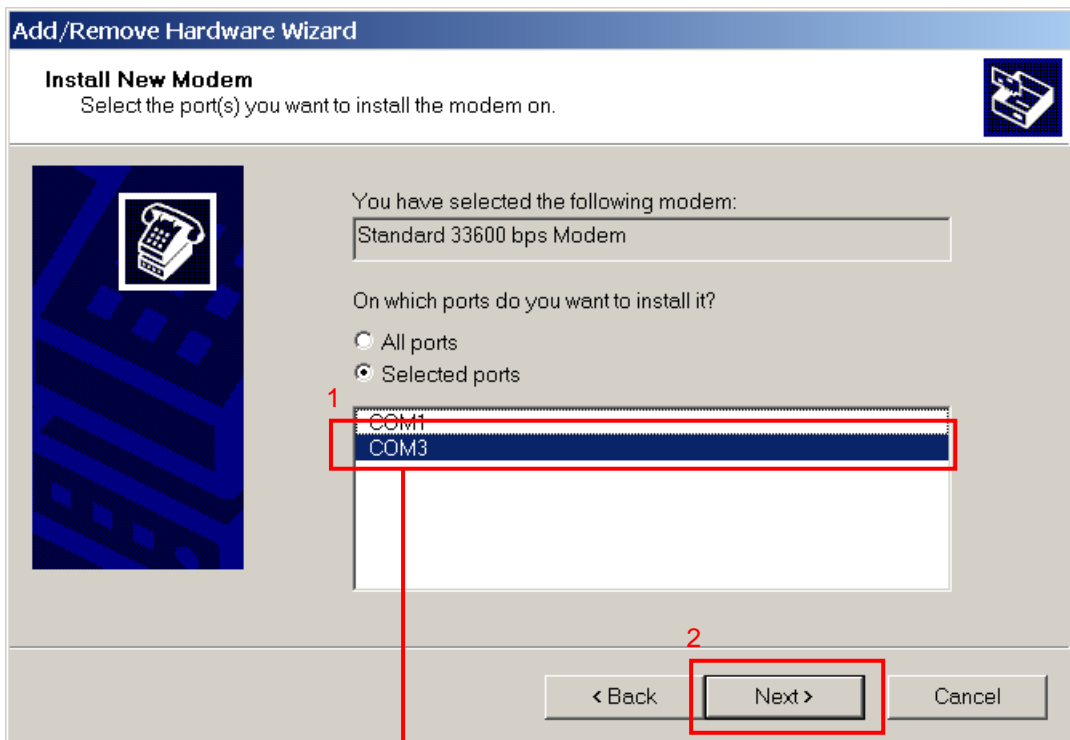 Add/Remove Hardware Wizard
Install New Modem
Select the port(s) you want to install the modem on.
You have selected the following modem:
Standard 33600 bps Modem
On which ports do you want to install it?
All ports
Selected ports
1
COM1
COM3
2
< Back
Next >
Cancel